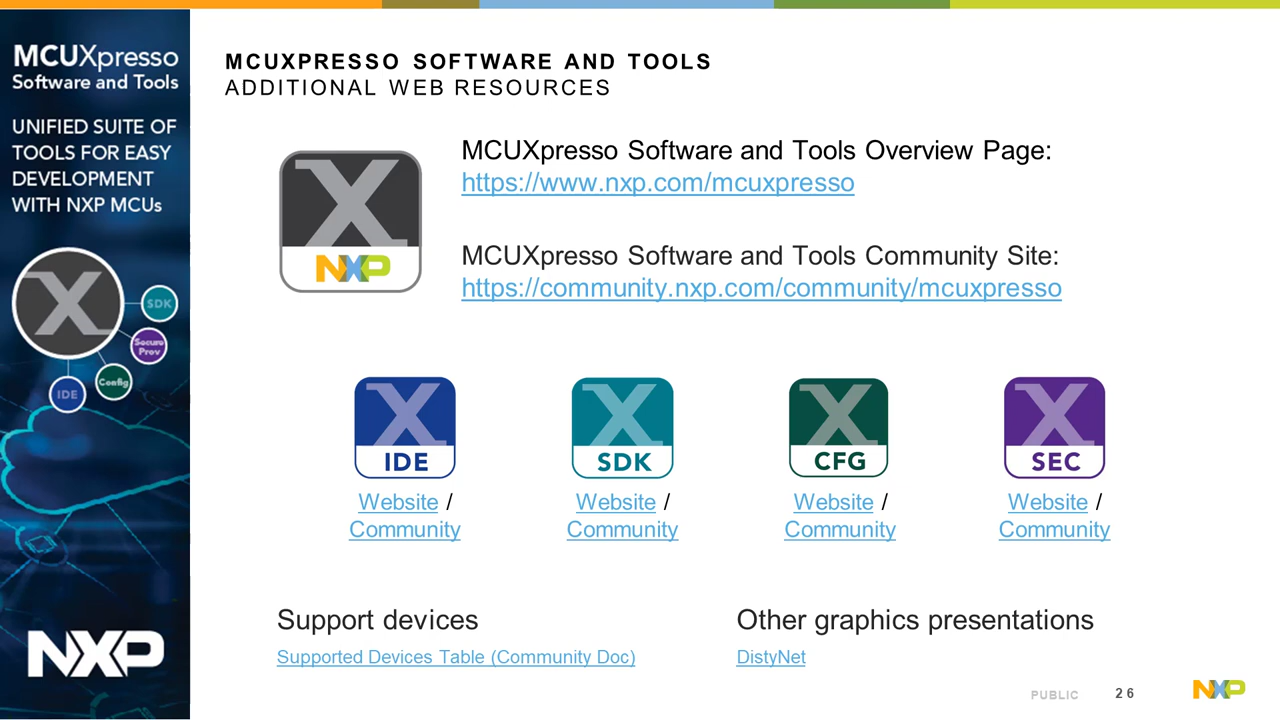 MCUXpresso
Software and Tools
UNIFIED SUITE OF
TOOLS FOR EASY
DEVELOPMENT
WITH NXP MCUs
X
SDK
Secure
Prov
Config
IDE
NXP
MCUXPRESSO SOFTWARE AND TOOLS
ADDITIONAL WEB RESOURCES
X
NXP
MCUXpresso Software and Tools Overview Page:
https://www.nxp.com/mcuxpresso
MCUXpresso Software and Tools Community Site:
https://community.nxp.com/community/mcuxpresso
X
IDE
Website /
Community
X
SDK
Website /
Community
X
CFG
Website /
Community
X
SEC
Website /
Community
Support devices
Supported Devices Table (Community Doc)
Other graphics presentations
DistyNet
PUBLIC
26
NXP